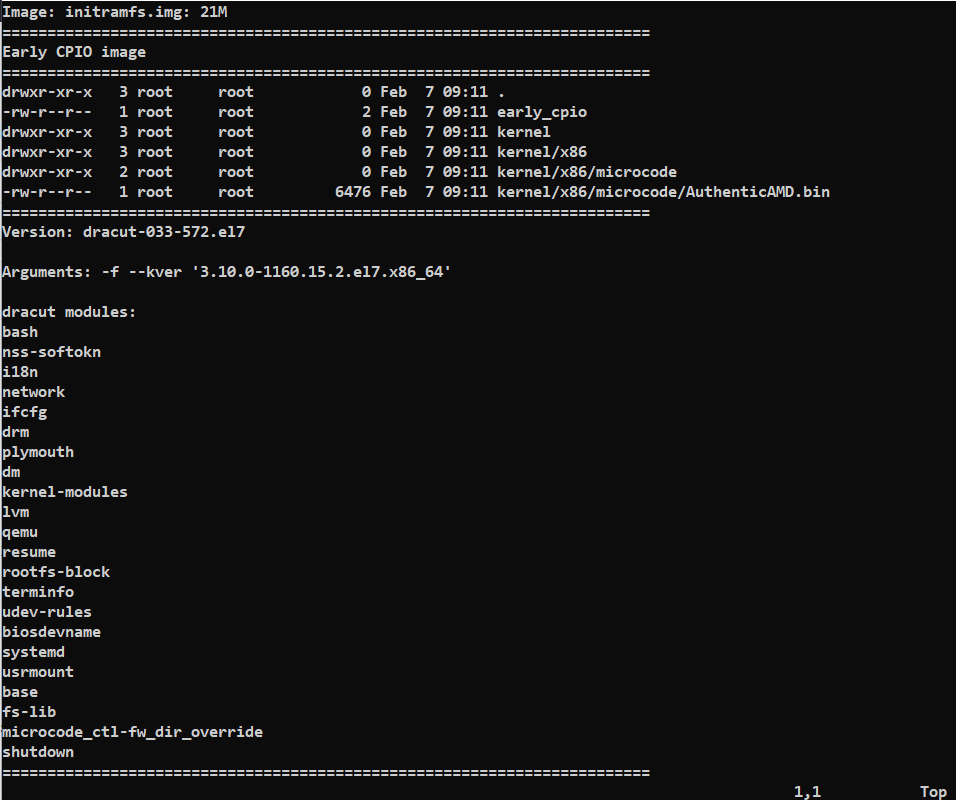 Image: initramfs.img: 21M
========================================================================
Early CPIO image
========================================================================
drwxr-xr-x   3 root     root            0 Feb  7 09:11 .
-rw-r--r--   1 root     root            2 Feb  7 09:11 early_cpio
drwxr-xr-x   3 root     root            0 Feb  7 09:11 kernel
drwxr-xr-x   3 root     root            0 Feb  7 09:11 kernel/x86
drwxr-xr-x   2 root     root            0 Feb  7 09:11 kernel/x86/microcode
-rw-r--r--   1 root     root         6476 Feb  7 09:11 kernel/x86/microcode/AuthenticAMD.bin
========================================================================
Version: dracut-033-572.el7

Arguments: -f --kver '3.10.0-1160.15.2.el7.x86_64'

dracut modules:
bash
nss-softokn
i18n
network
ifcfg
drm
plymouth
dm
kernel-modules
lvm
qemu
resume
rootfs-block
terminfo
udev-rules
biosdevname
systemd
usrmount
base
fs-lib
microcode_ctl-fw_dir_override
shutdown
========================================================================
1,1           Top